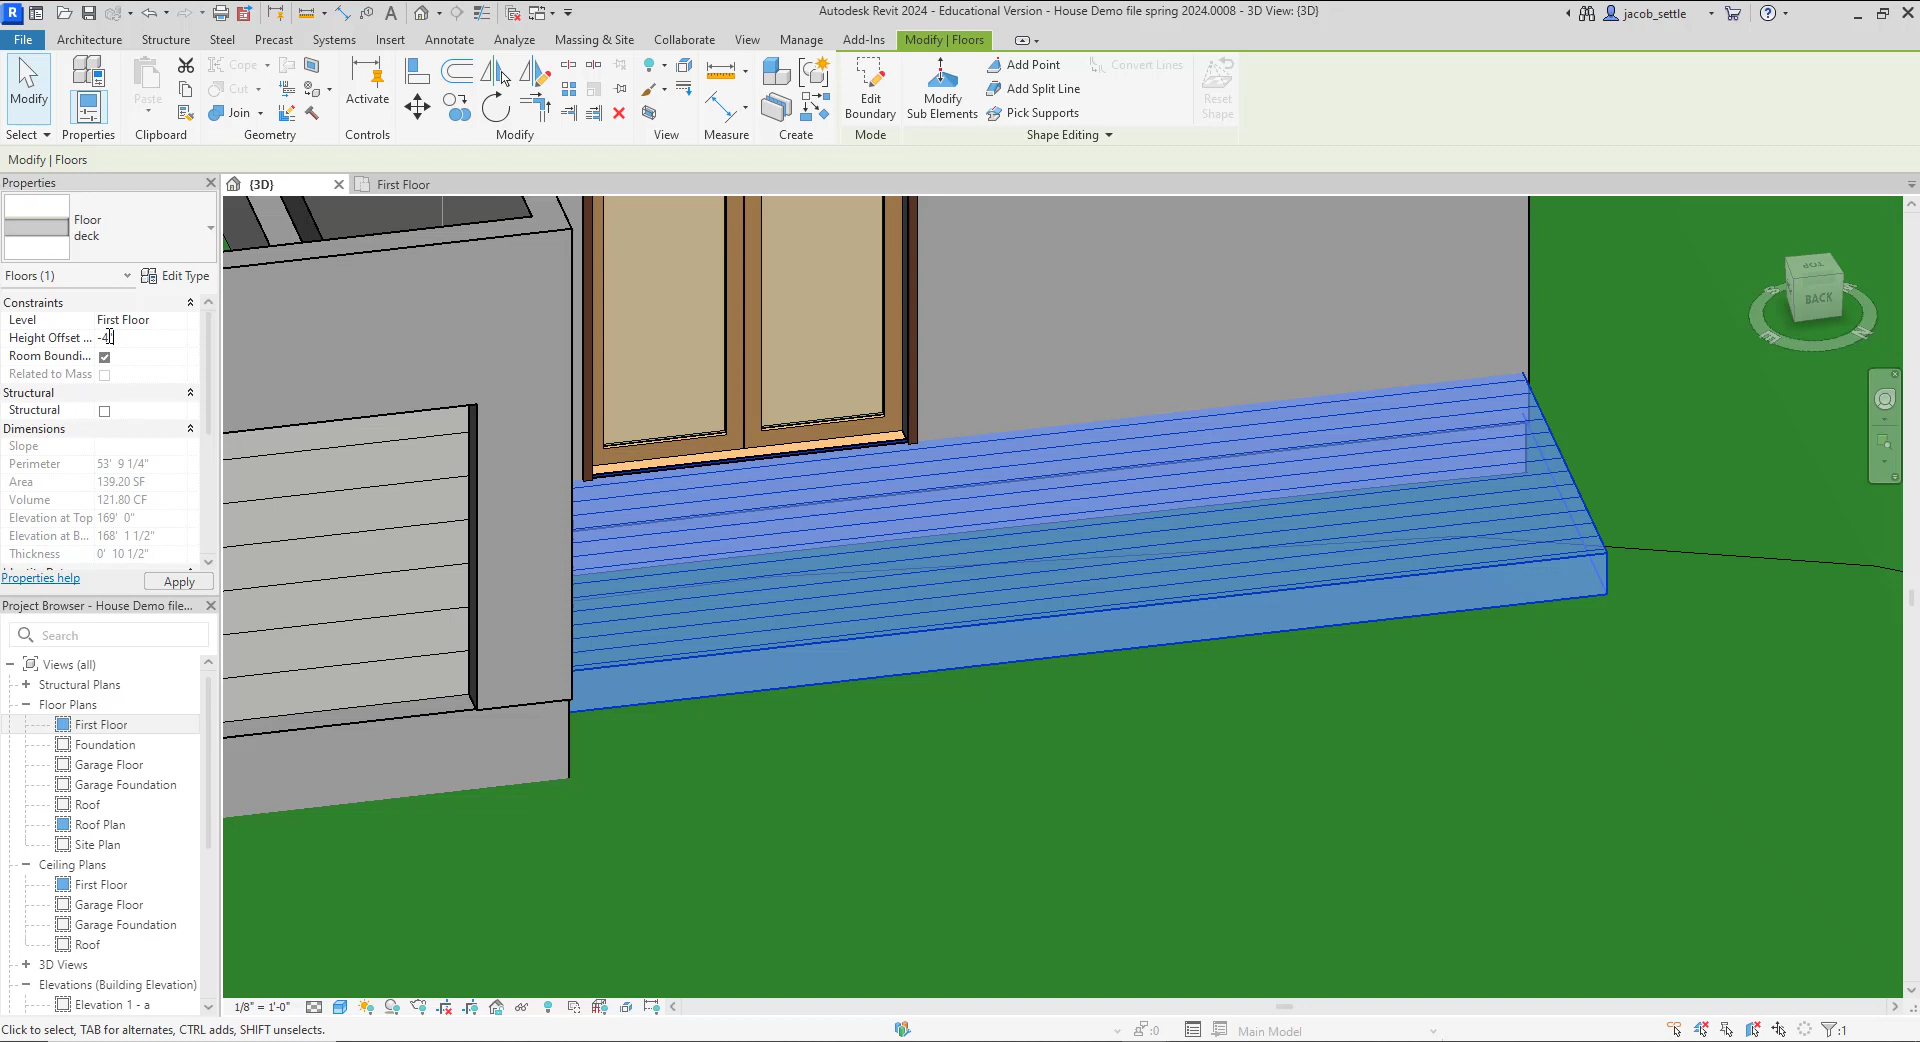 Autodesk Revit 2024 - Educational Version - House Demo file spring 2024.0008 - 3D View: {3D}
jacob_settle
File Architecture Structure Steel Precast Systems Insert Annotate Analyze Massing & Site Collaborate View Manage Add-Ins Modify | Floors
Modify
Paste
Cope
Cut
Join
Activate
Edit Boundary
Modify Sub Elements
Add Point
Add Split Line
Pick Supports
Convert Lines
Reset Shape
Select Properties Clipboard Geometry Controls Modify View Measure Create Mode Shape Editing
Modify | Floors
Properties
{3D}
First Floor
Floor
deck
Floors (1) Edit Type
Constraints
Level First Floor
Height Offset ... -4
Room Boundi...
Related to Mass
Structural
Structural
Dimensions
Slope
Perimeter 53' 9 1/4"
Area 139.20 SF
Volume 121.80 CF
Elevation at Top 169' 0"
Elevation at B... 168' 1 1/2"
Thickness 0' 10 1/2"
Properties help Apply
Project Browser - House Demo file...
Search
Views (all)
Structural Plans
Floor Plans
First Floor
Foundation
Garage Floor
Garage Foundation
Roof
Roof Plan
Site Plan
Ceiling Plans
First Floor
Garage Floor
Garage Foundation
Roof
3D Views
Elevations (Building Elevation)
Elevation 1 - a
TOP
BACK
1/8" = 1'-0"
Click to select, TAB for alternates, CTRL adds, SHIFT unselects.
:0
Main Model
:1